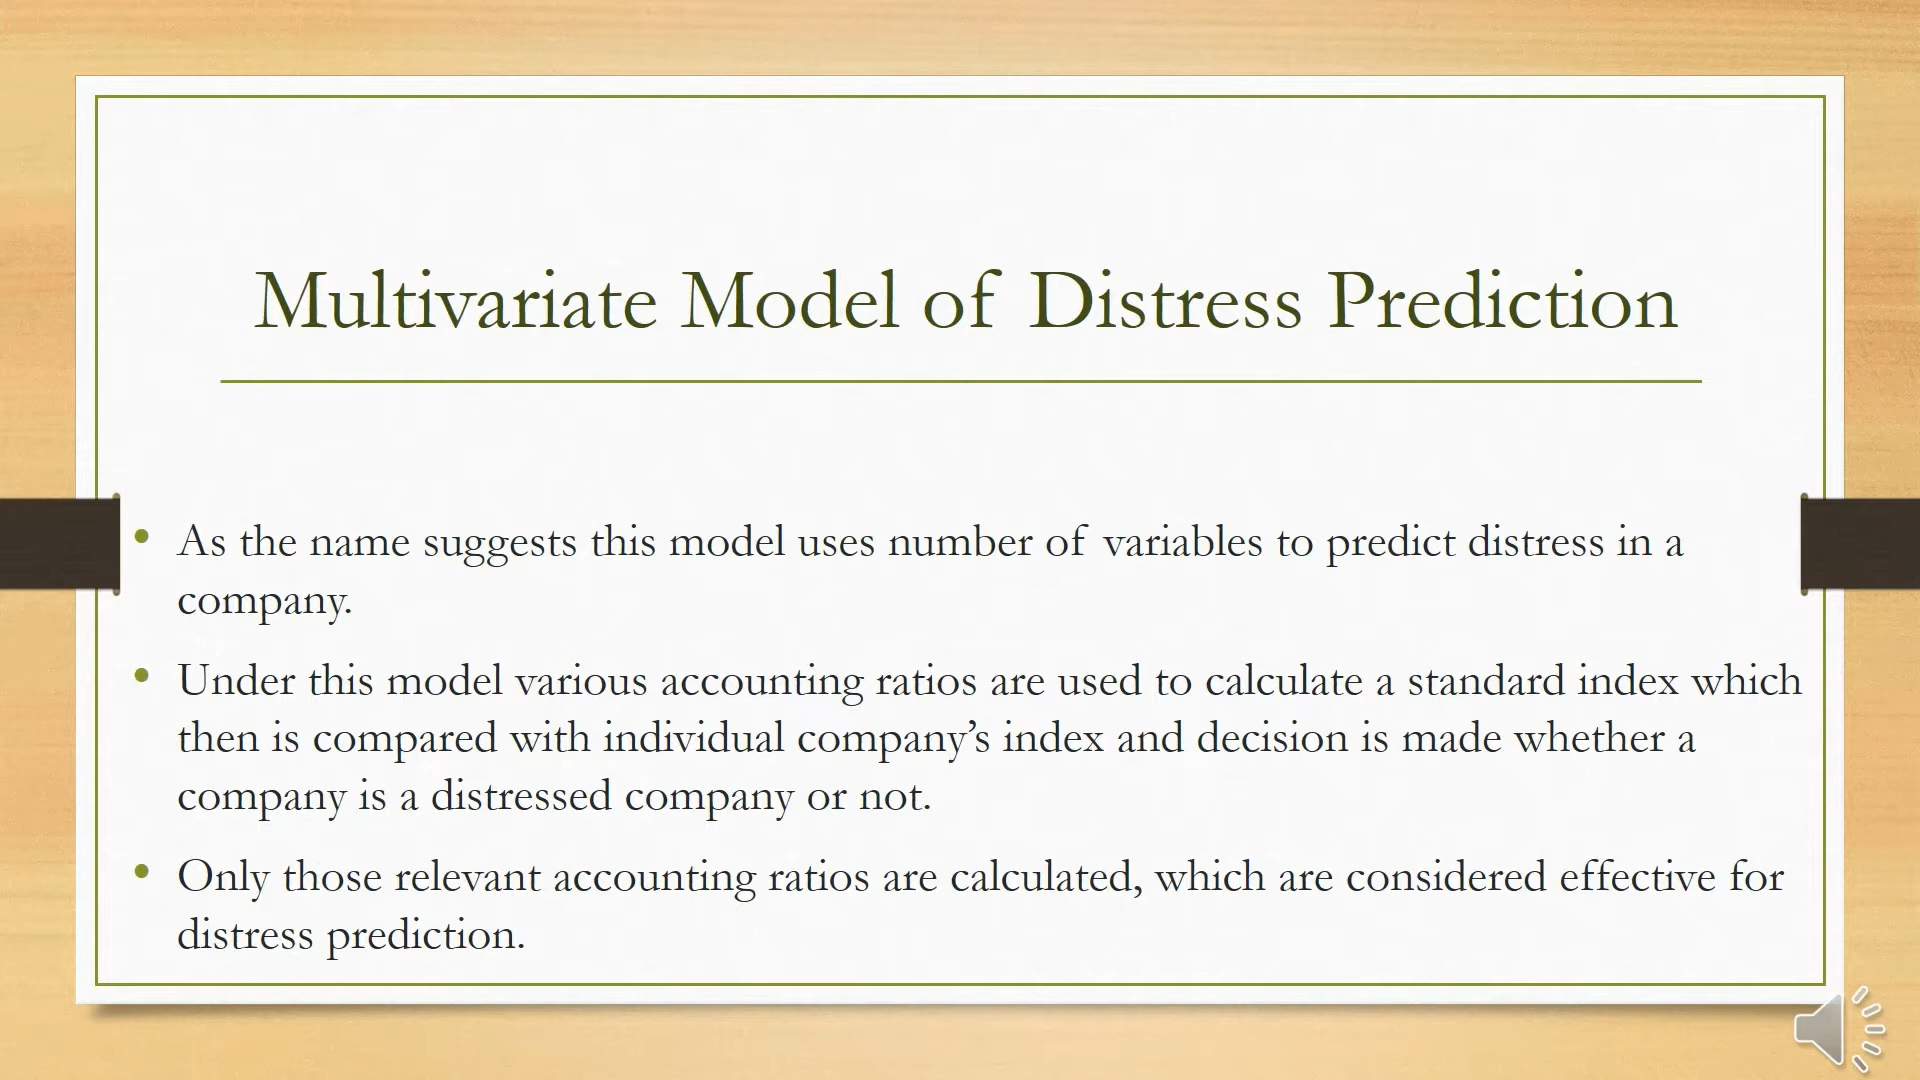 Multivariate Model of Distress Prediction
• As the name suggests this model uses number of variables to predict distress in a
company.
• Under this model various accounting ratios are used to calculate a standard index which
then is compared with individual company’s index and decision is made whether a
company is a distressed company or not.
• Only those relevant accounting ratios are calculated, which are considered effective for
distress prediction.